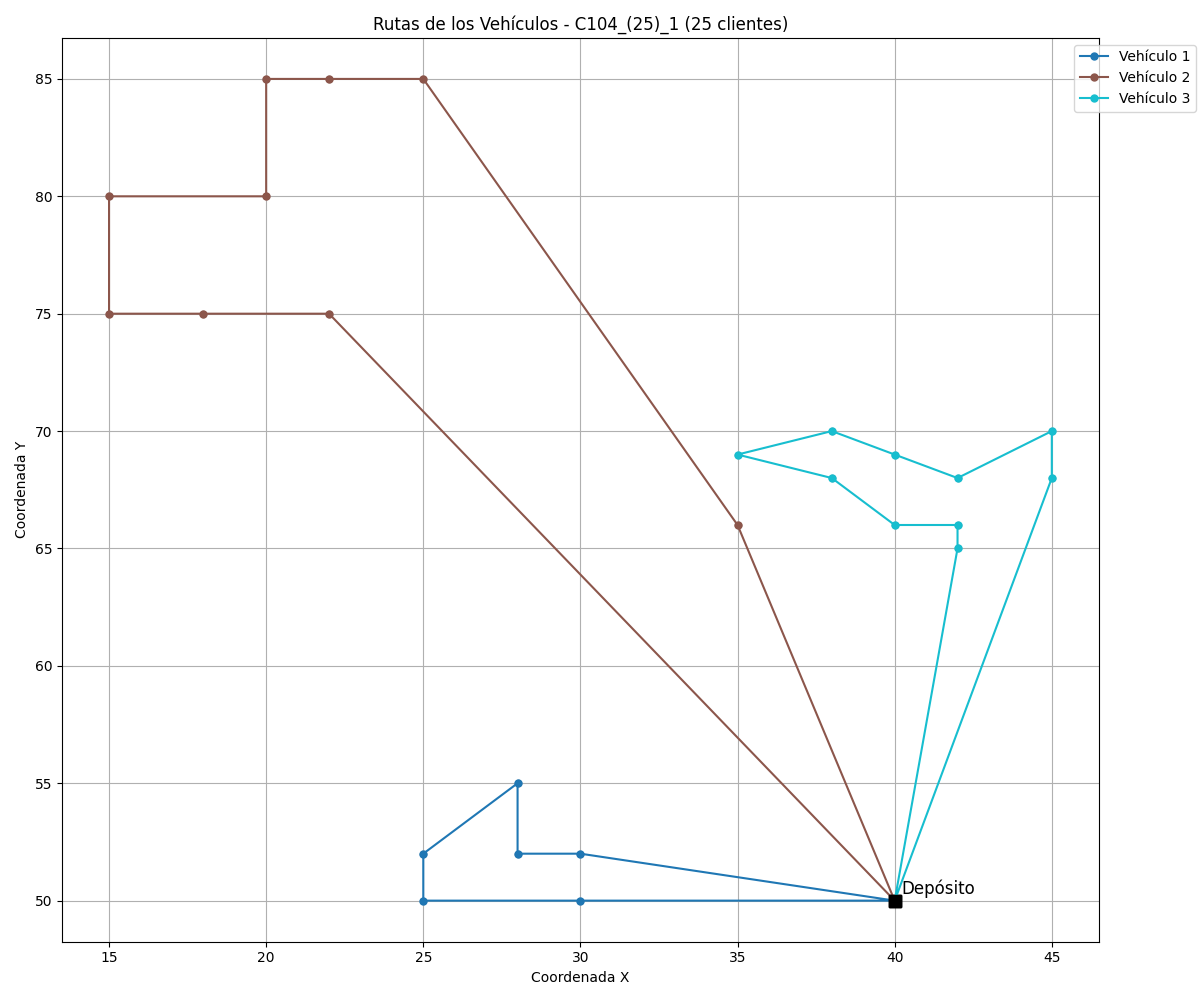 Rutas de los Vehículos - C104_(25)_1 (25 clientes)
Vehículo 1
Vehículo 2
Vehículo 3
85
80
75
70
65
60
55
50
Coordenada Y
Depósito
15
20
25
30
35
40
45
Coordenada X